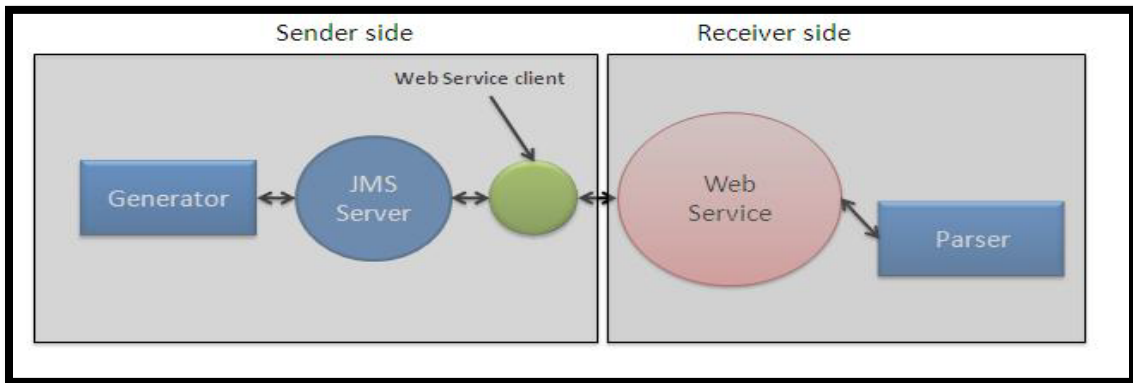 Sender side
Receiver side
Web Service client
Generator
JMS
Server
Web
Service
Parser